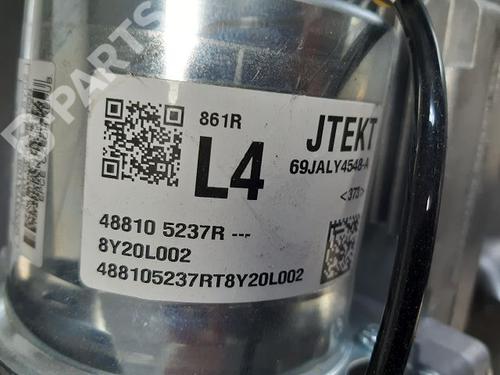 B-PARTS
861R
JTEKT
L4
69JALY4548-A
<373>
48810 5237R ---
8Y20L002
488105237RT8Y20L002